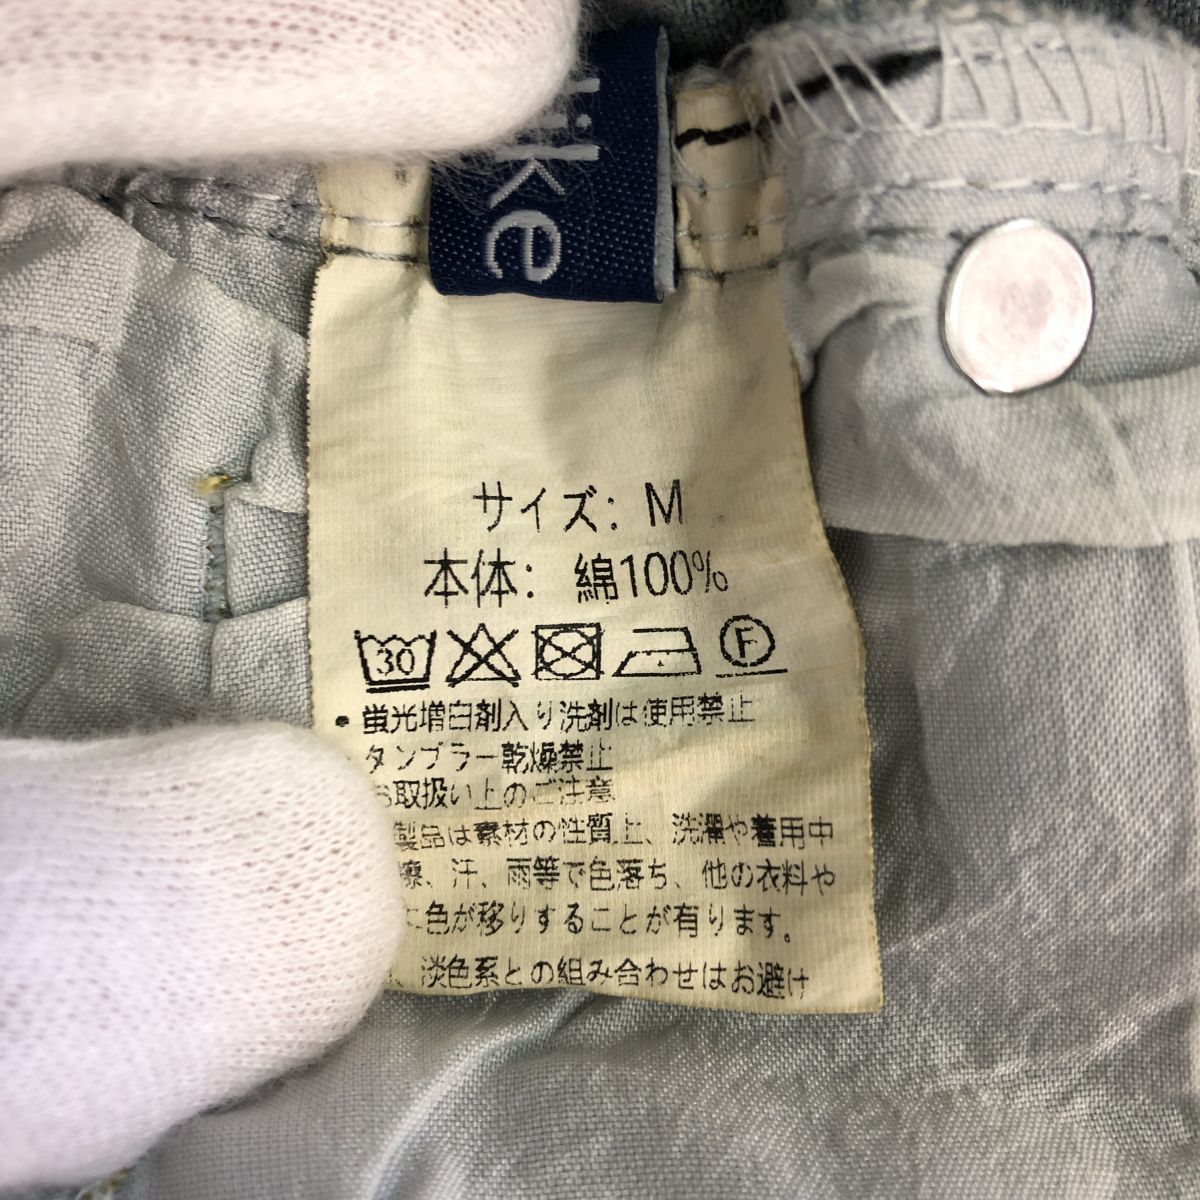 like
サイズ: M
本体: 綿100%
30
F
・蛍光増白剤入り洗剤は使用禁止
タンブラー乾燥禁止
お取扱い上のご注意
製品は素材の性質上、洗濯や着用中
擦、汗、雨等で色落ち、他の衣料や
に色が移りすることが有ります。
、淡色系との組み合わせはお避け